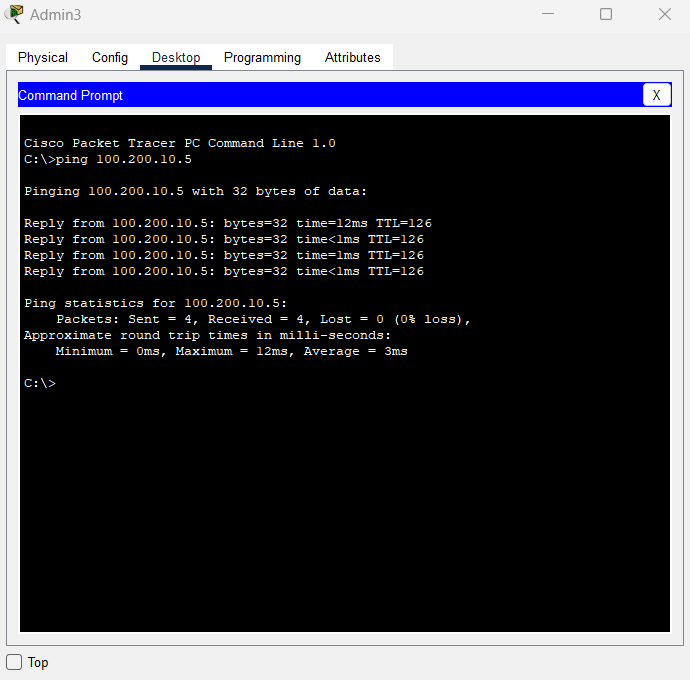 Admin3
Physical Config Desktop Programming Attributes
Command Prompt X
Cisco Packet Tracer PC Command Line 1.0
C:\>ping 100.200.10.5
Pinging 100.200.10.5 with 32 bytes of data:
Reply from 100.200.10.5: bytes=32 time=12ms TTL=126
Reply from 100.200.10.5: bytes=32 time<1ms TTL=126
Reply from 100.200.10.5: bytes=32 time=1ms TTL=126
Reply from 100.200.10.5: bytes=32 time<1ms TTL=126
Ping statistics for 100.200.10.5:
Packets: Sent = 4, Received = 4, Lost = 0 (0% loss),
Approximate round trip times in milli-seconds:
Minimum = 0ms, Maximum = 12ms, Average = 3ms
C:\>
Top